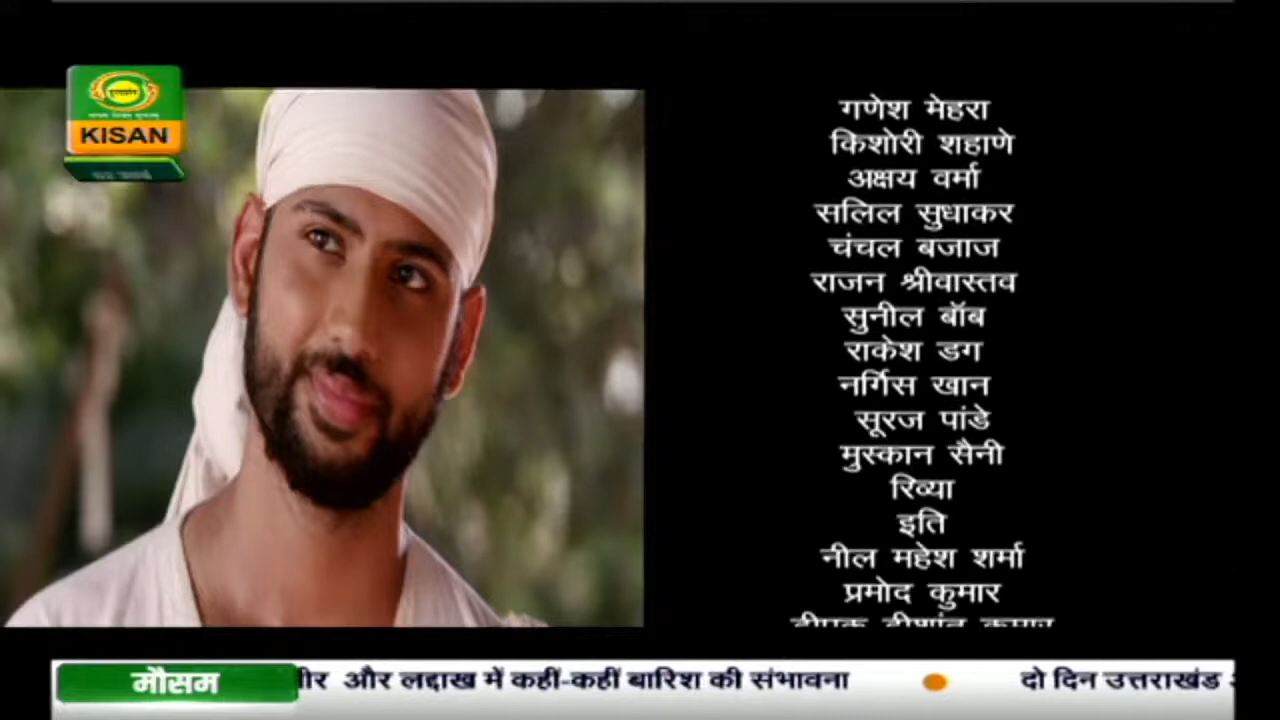 KISAN
गणेश मेहरा
किशोरी शहाणे
अक्षय वर्मा
सलिल सुधाकर
चंचल बजाज
राजन श्रीवास्तव
सुनील बॉब
राकेश डग
नर्गिस खान
सूरज पांडे
मुस्कान सैनी
रिव्या
इति
नील महेश शर्मा
प्रमोद कुमार
मौसम और लद्दाख में कहीं-कहीं बारिश की संभावना दो दिन उत्तराखंड